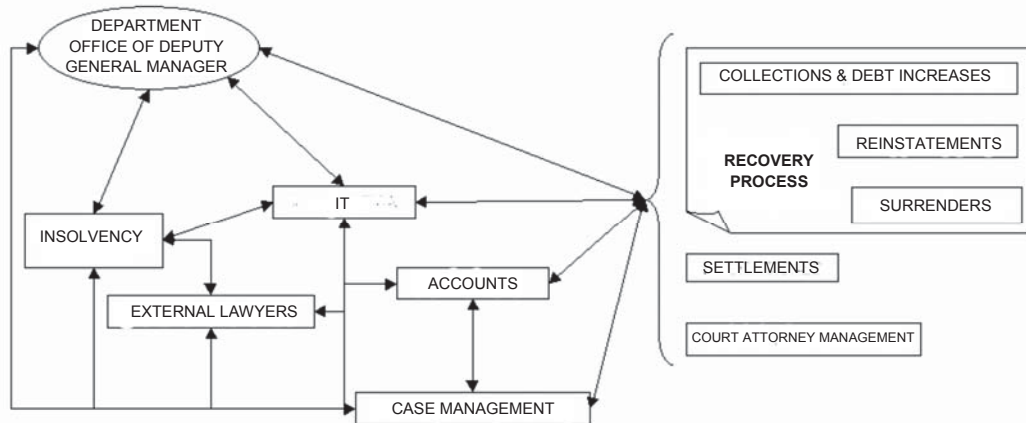 DEPARTMENT
OFFICE OF DEPUTY
GENERAL MANAGER
COLLECTIONS & DEBT INCREASES
REINSTATEMENTS
RECOVERY
PROCESS
SURRENDERS
IT
INSOLVENCY
SETTLEMENTS
ACCOUNTS
EXTERNAL LAWYERS
COURT ATTORNEY MANAGEMENT
CASE MANAGEMENT